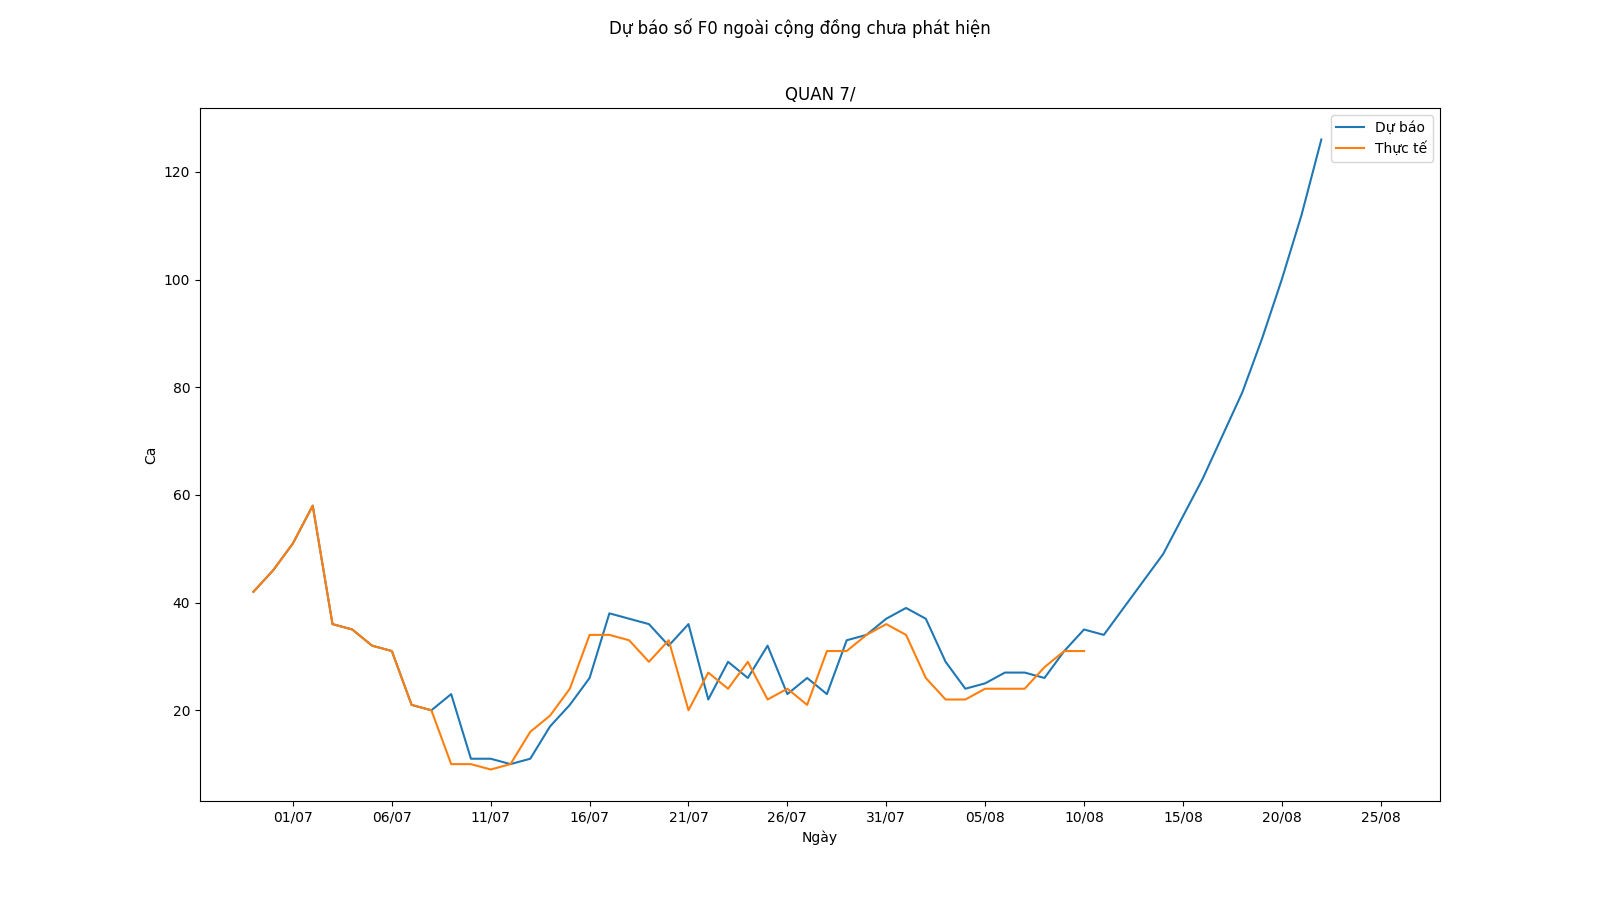 Dự báo số F0 ngoài cộng đồng chưa phát hiện
QUAN 7/
Dự báo
Thực tế
120
100
80
60
40
20
Ca
01/07 06/07 11/07 16/07 21/07 26/07 31/07 05/08 10/08 15/08 20/08 25/08
Ngày